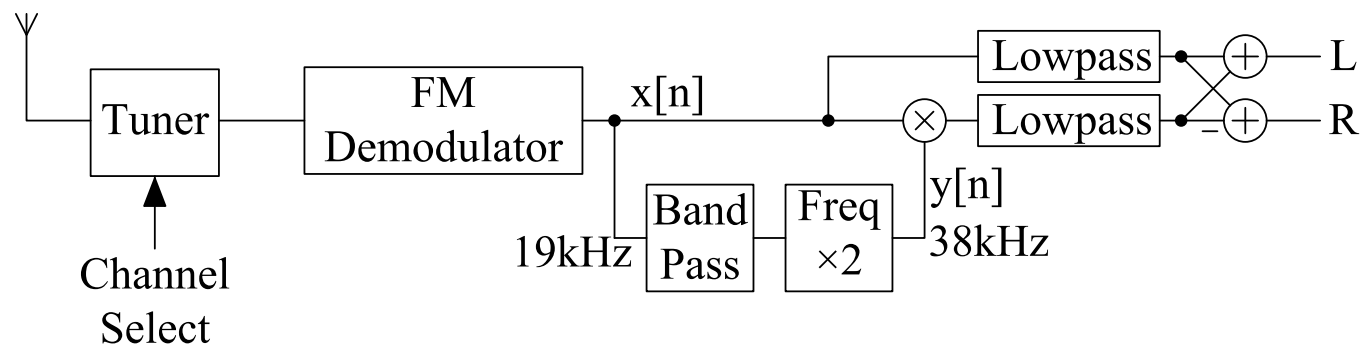 Tuner
Channel
Select
FM
Demodulator
x[n]
19kHz
Band
Pass
Freq
×2
y[n]
38kHz
×
Lowpass
Lowpass
+
L
–
+
R